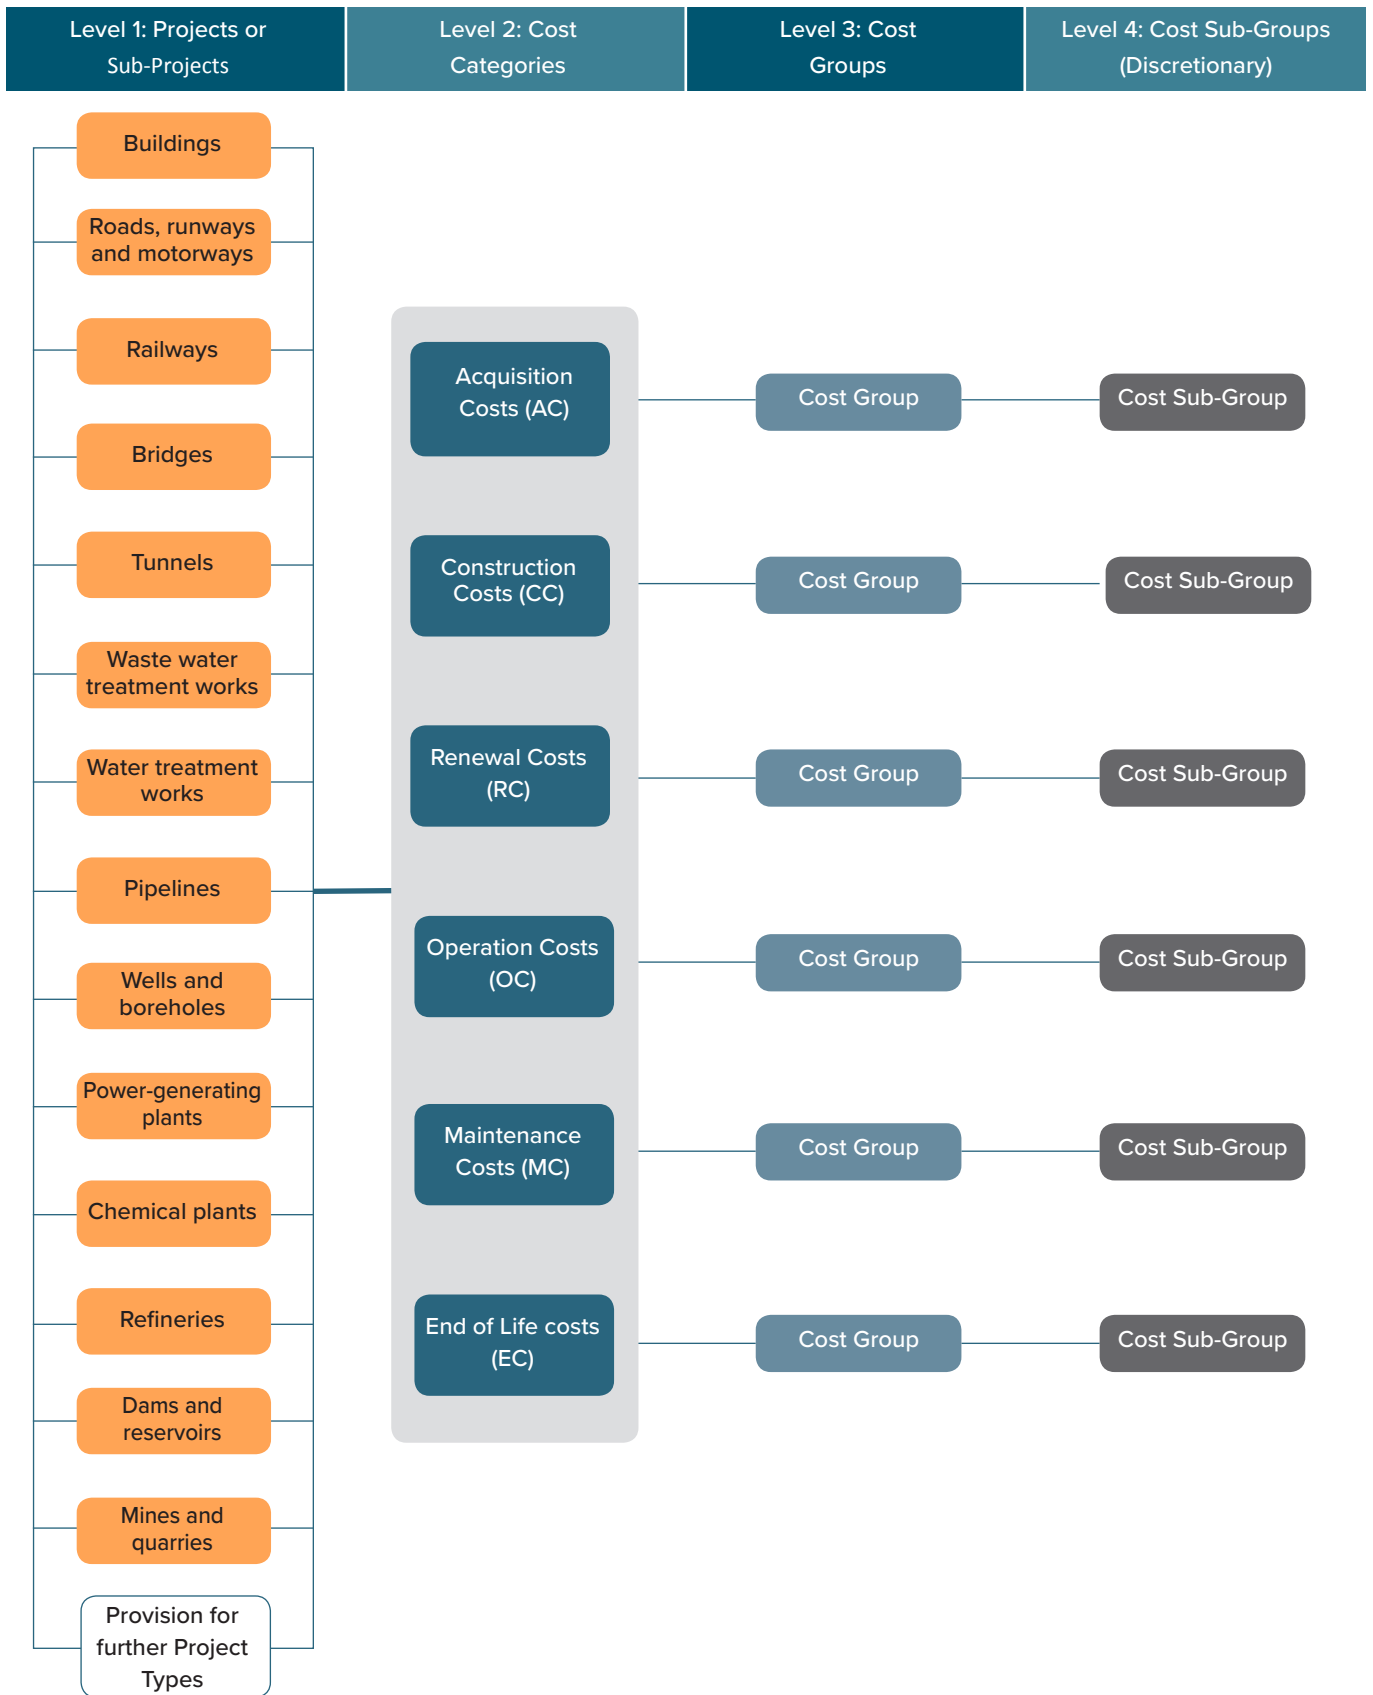 Level 1: Projects or
Sub-Projects
Level 2: Cost
Categories
Level 3: Cost
Groups
Level 4: Cost Sub-Groups
(Discretionary)
Buildings
Roads, runways
and motorways
Railways
Bridges
Tunnels
Waste water
treatment works
Water treatment
works
Pipelines
Wells and
boreholes
Power-generating
plants
Chemical plants
Refineries
Dams and
reservoirs
Mines and
quarries
Provision for
further Project
Types
Acquisition
Costs (AC)
Cost Group
Cost Sub-Group
Construction
Costs (CC)
Cost Group
Cost Sub-Group
Renewal Costs
(RC)
Cost Group
Cost Sub-Group
Operation Costs
(OC)
Cost Group
Cost Sub-Group
Maintenance
Costs (MC)
Cost Group
Cost Sub-Group
End of Life costs
(EC)
Cost Group
Cost Sub-Group